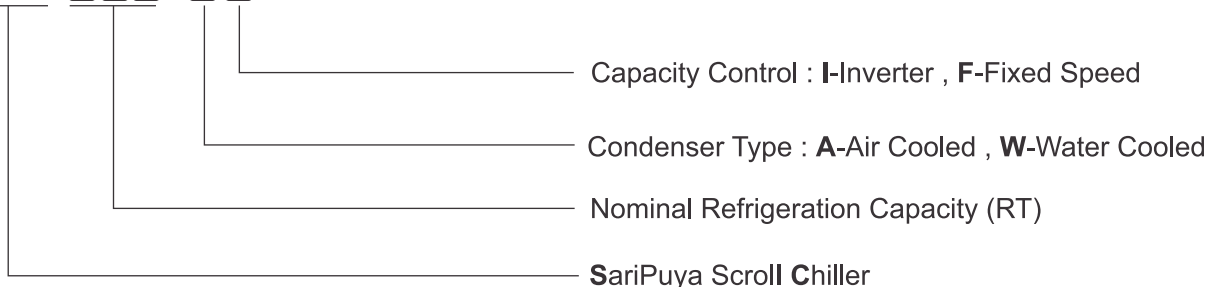 Capacity Control : I-Inverter , F-Fixed Speed
Condenser Type : A-Air Cooled , W-Water Cooled
Nominal Refrigeration Capacity (RT)
SariPuya Scroll Chiller